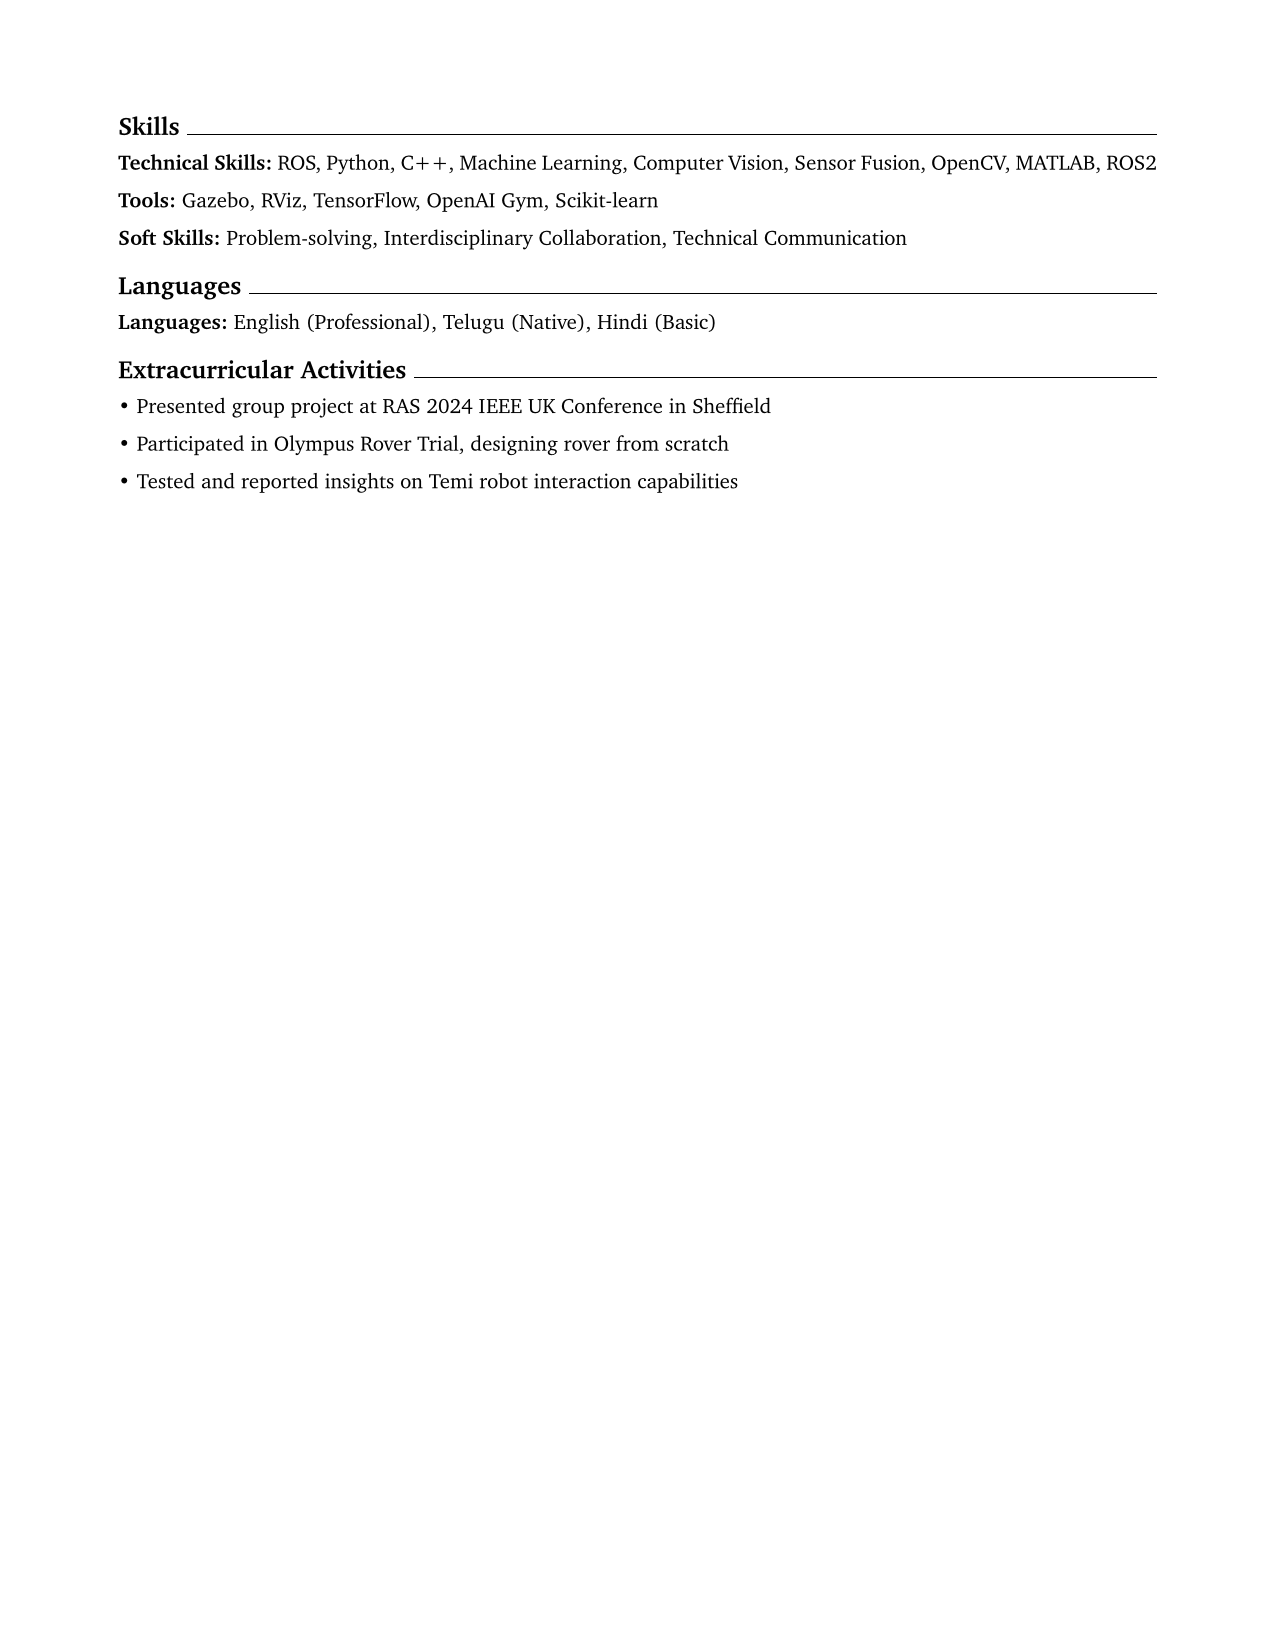 Skills
Technical Skills: ROS, Python, C++, Machine Learning, Computer Vision, Sensor Fusion, OpenCV, MATLAB, ROS2
Tools: Gazebo, RViz, TensorFlow, OpenAI Gym, Scikit-learn
Soft Skills: Problem-solving, Interdisciplinary Collaboration, Technical Communication
Languages
Languages: English (Professional), Telugu (Native), Hindi (Basic)
Extracurricular Activities
• Presented group project at RAS 2024 IEEE UK Conference in Sheffield
• Participated in Olympus Rover Trial, designing rover from scratch
• Tested and reported insights on Temi robot interaction capabilities